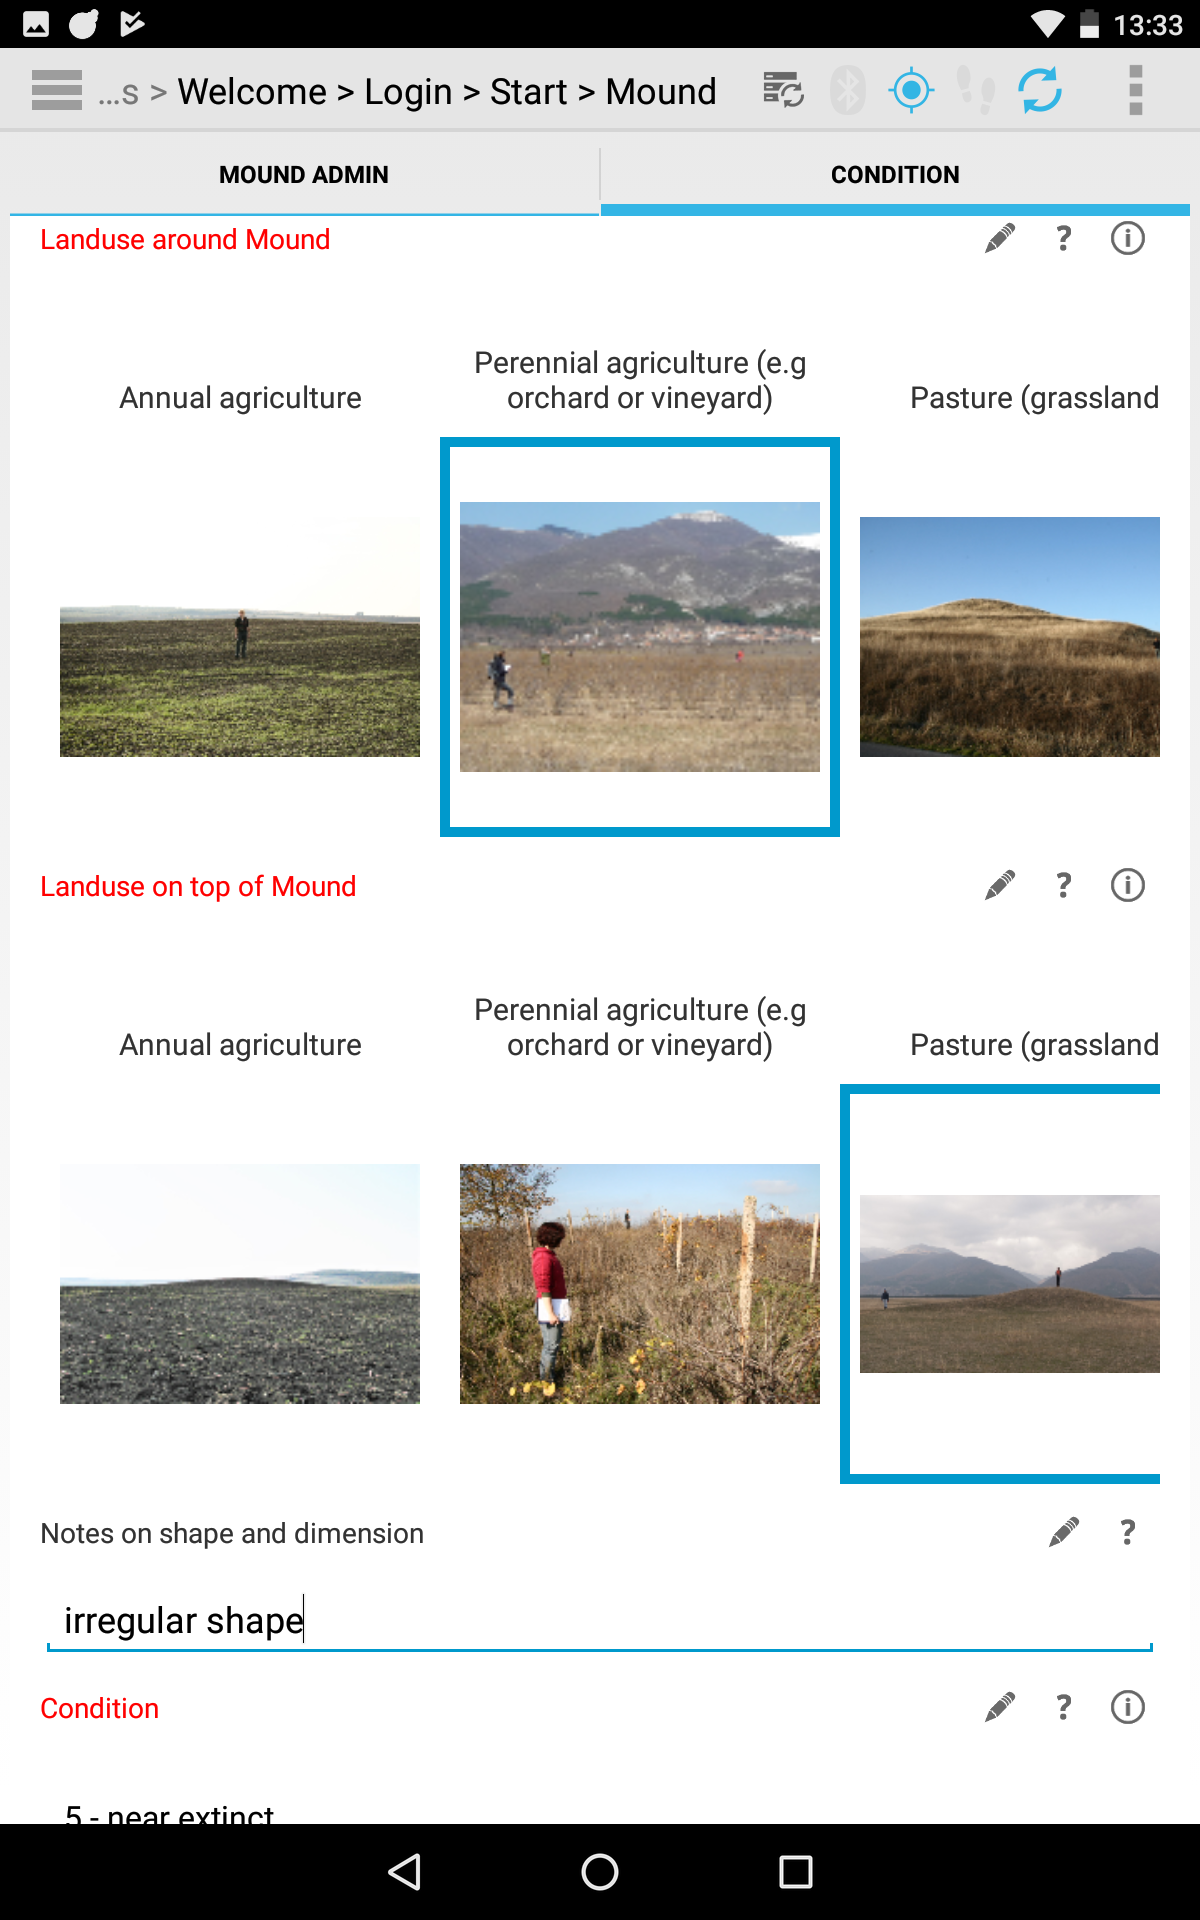 13:33
...s > Welcome > Login > Start > Mound
MOUND ADMIN
CONDITION
Landuse around Mound
?
Annual agriculture
Perennial agriculture (e.g
orchard or vineyard)
Pasture (grassland
Landuse on top of Mound
?
Annual agriculture
Perennial agriculture (e.g
orchard or vineyard)
Pasture (grassland
Notes on shape and dimension
?
irregular shape
Condition
?
5 - near extinct